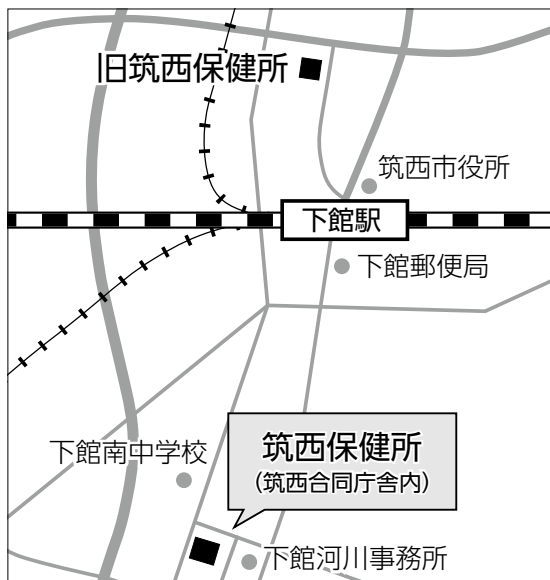 旧筑西保健所
筑西市役所
下館駅
下館郵便局
筑西保健所
(筑西合同庁舎内)
下館南中学校
下館河川事務所